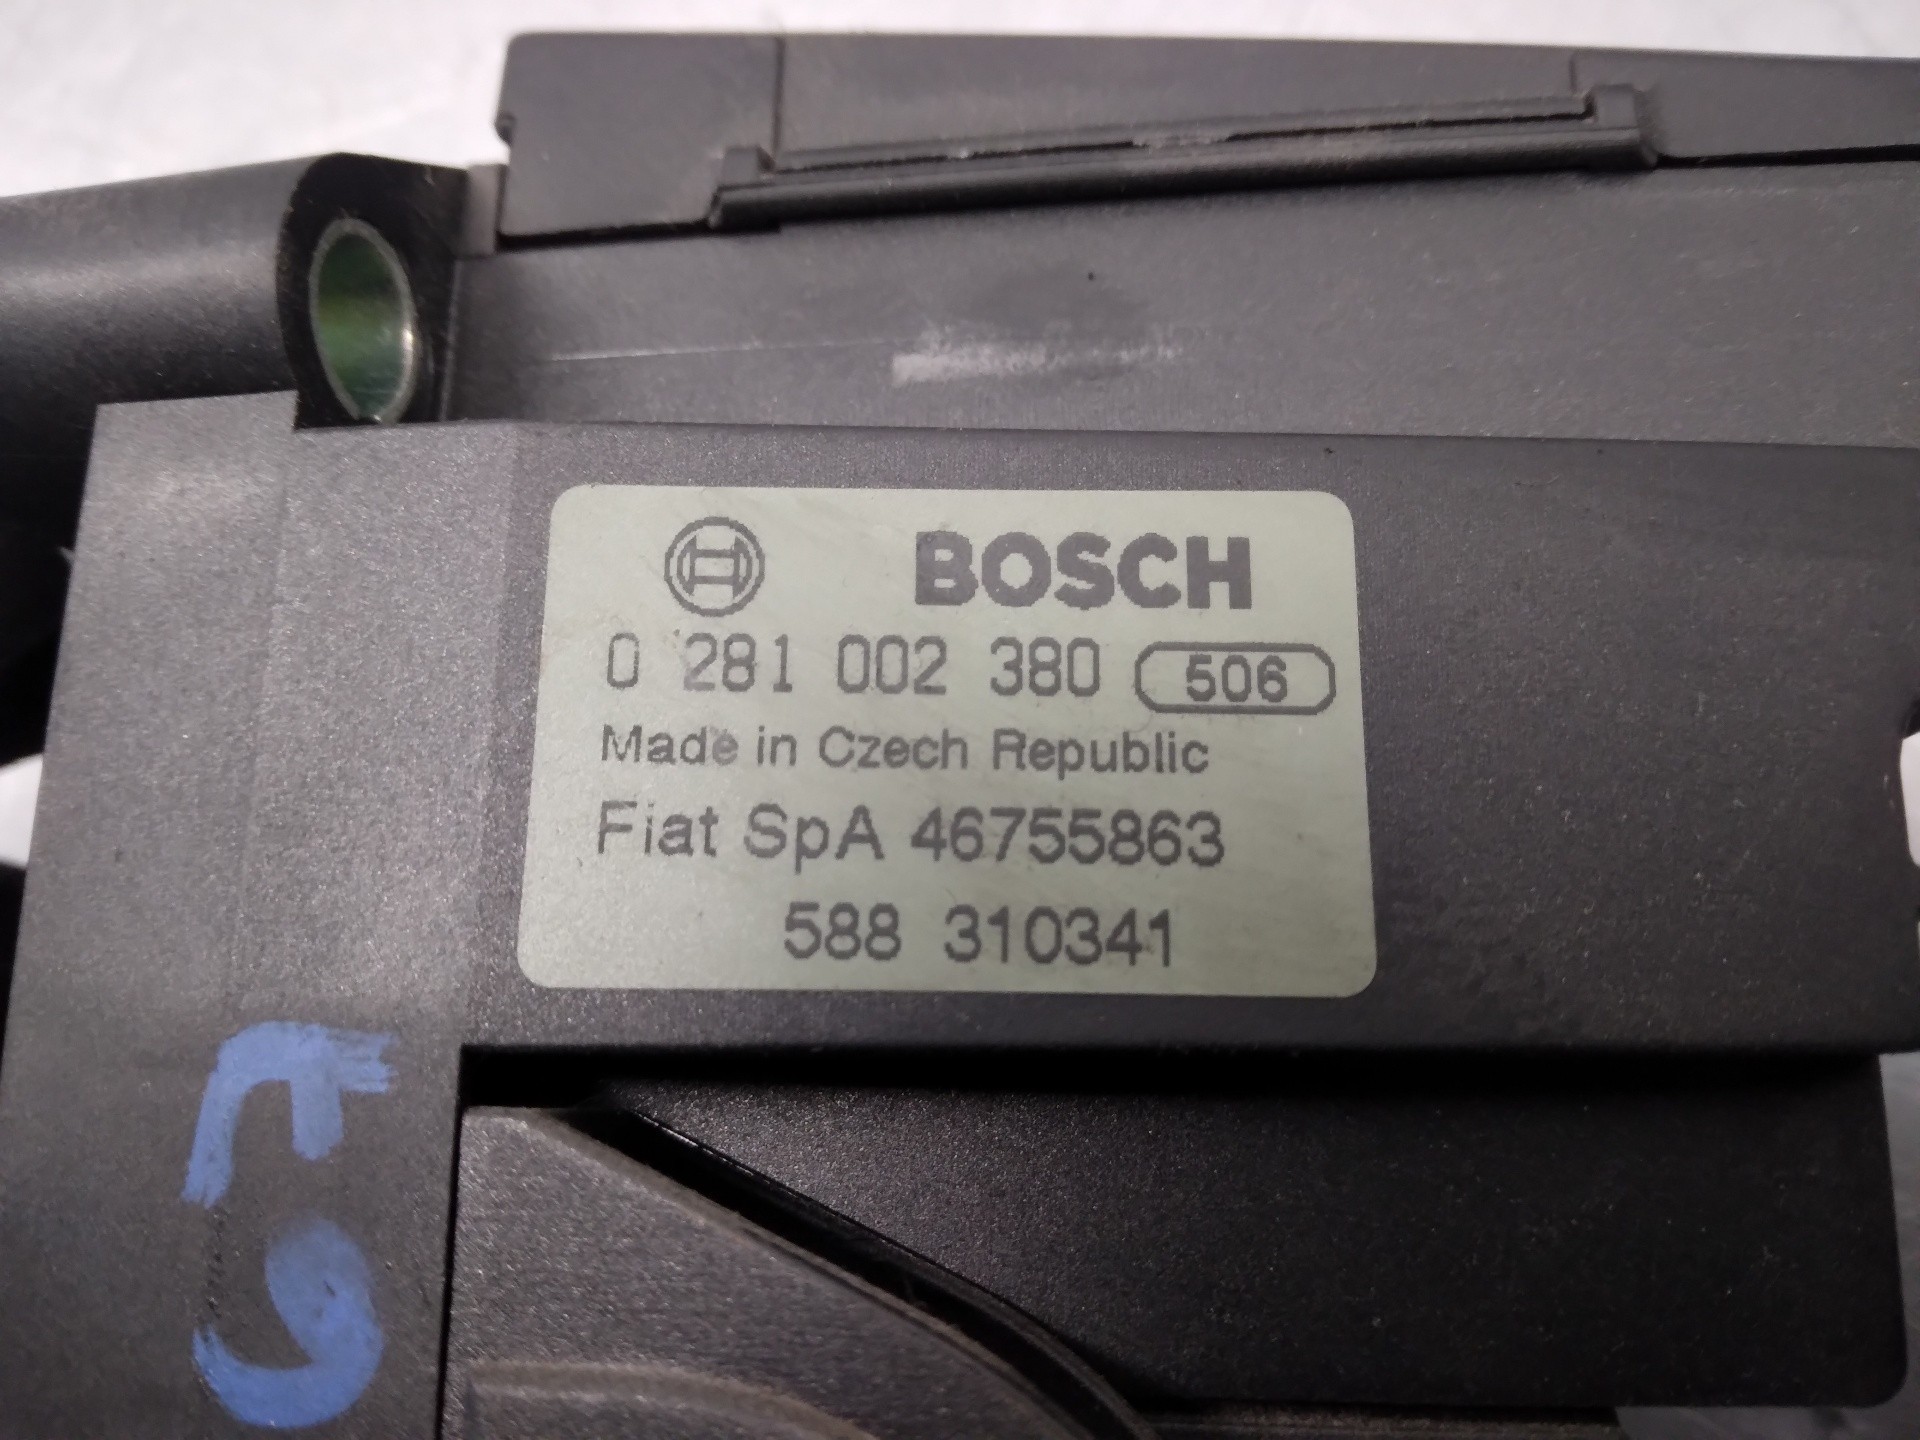 BOSCH
0 281 002 380 506
Made in Czech Republic
Fiat SpA 46755863
588 310341